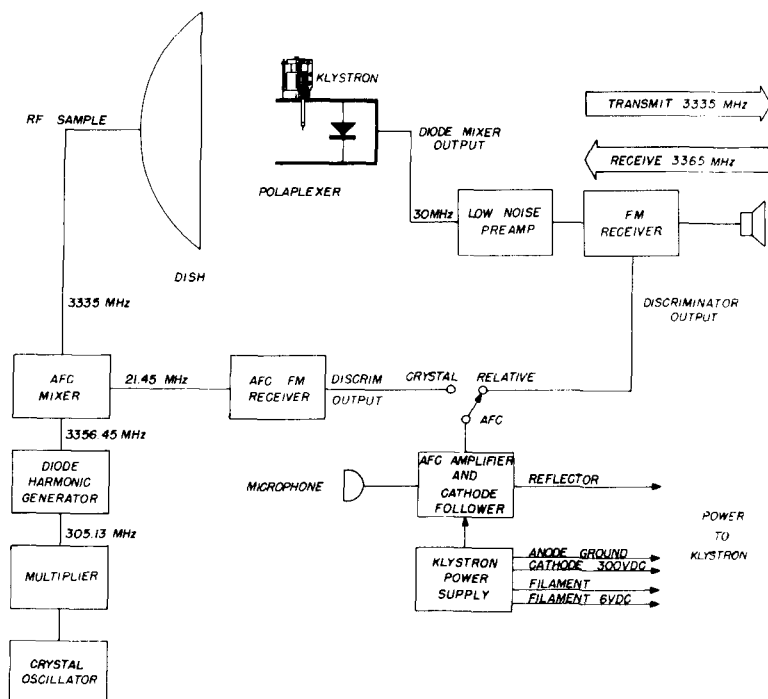 KLYSTRON
RF SAMPLE
TRANSMIT 3335 MHz
DIODE MIXER
OUTPUT
RECEIVE 3365 MHz
POLAPLEXER
30MHz
LOW NOISE
PREAMP
FM
RECEIVER
DISH
3335 MHz
DISCRIMINATOR
OUTPUT
AFC
MIXER
21.45 MHz
AFC FM
RECEIVER
DISCRIM
OUTPUT
CRYSTAL
RELATIVE
AFC
3356.45 MHz
DIODE
HARMONIC
GENERATOR
MICROPHONE
AFC AMPLIFIER
AND
CATHODE
FOLLOWER
REFLECTOR
POWER
TO
KLYSTRON
305.13 MHz
MULTIPLIER
KLYSTRON
POWER
SUPPLY
ANODE GROUND
CATHODE 300VDC
FILAMENT
FILAMENT 6VDC
CRYSTAL
OSCILLATOR